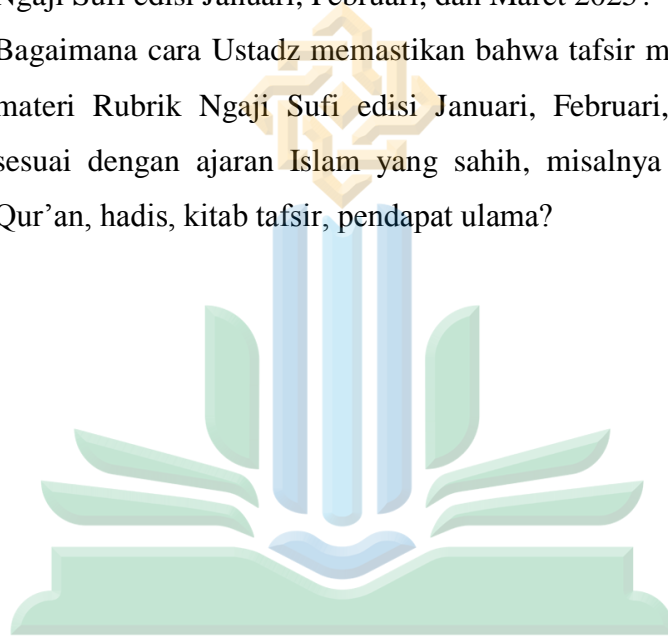 Ngaji Sufi edisi Januari, Februari, dan Maret 2023?
Bagaimana cara Ustadz memastikan bahwa tafsir m
materi Rubrik Ngaji Sufi edisi Januari, Februari,
sesuai dengan ajaran Islam yang sahih, misalnya
Qur’an, hadis, kitab tafsir, pendapat ulama?